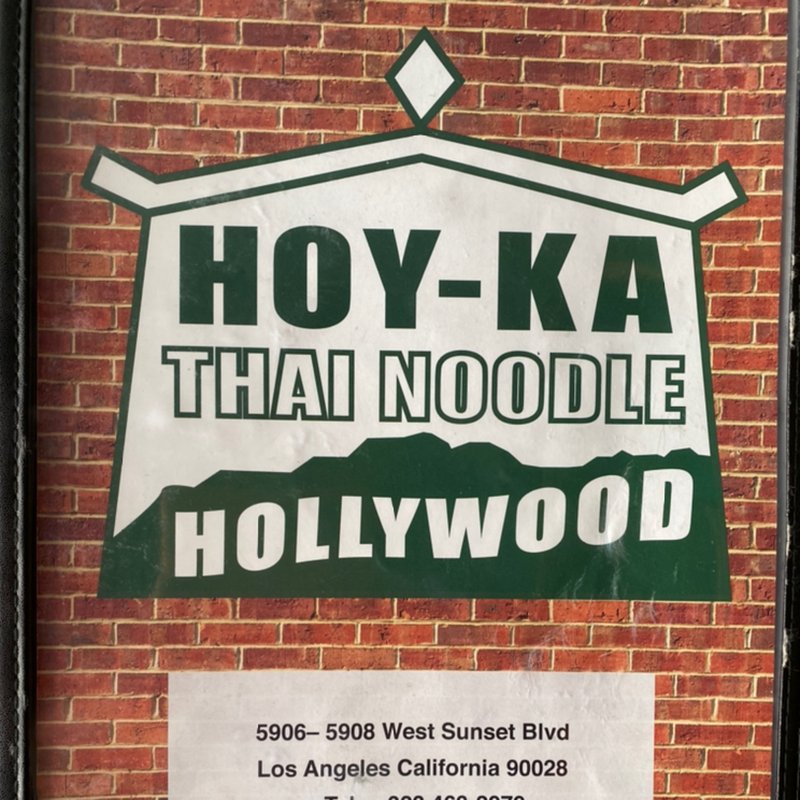 HOY-KA
THAI NOODLE
HOLLYWOOD
5906– 5908 West Sunset Blvd
Los Angeles California 90028